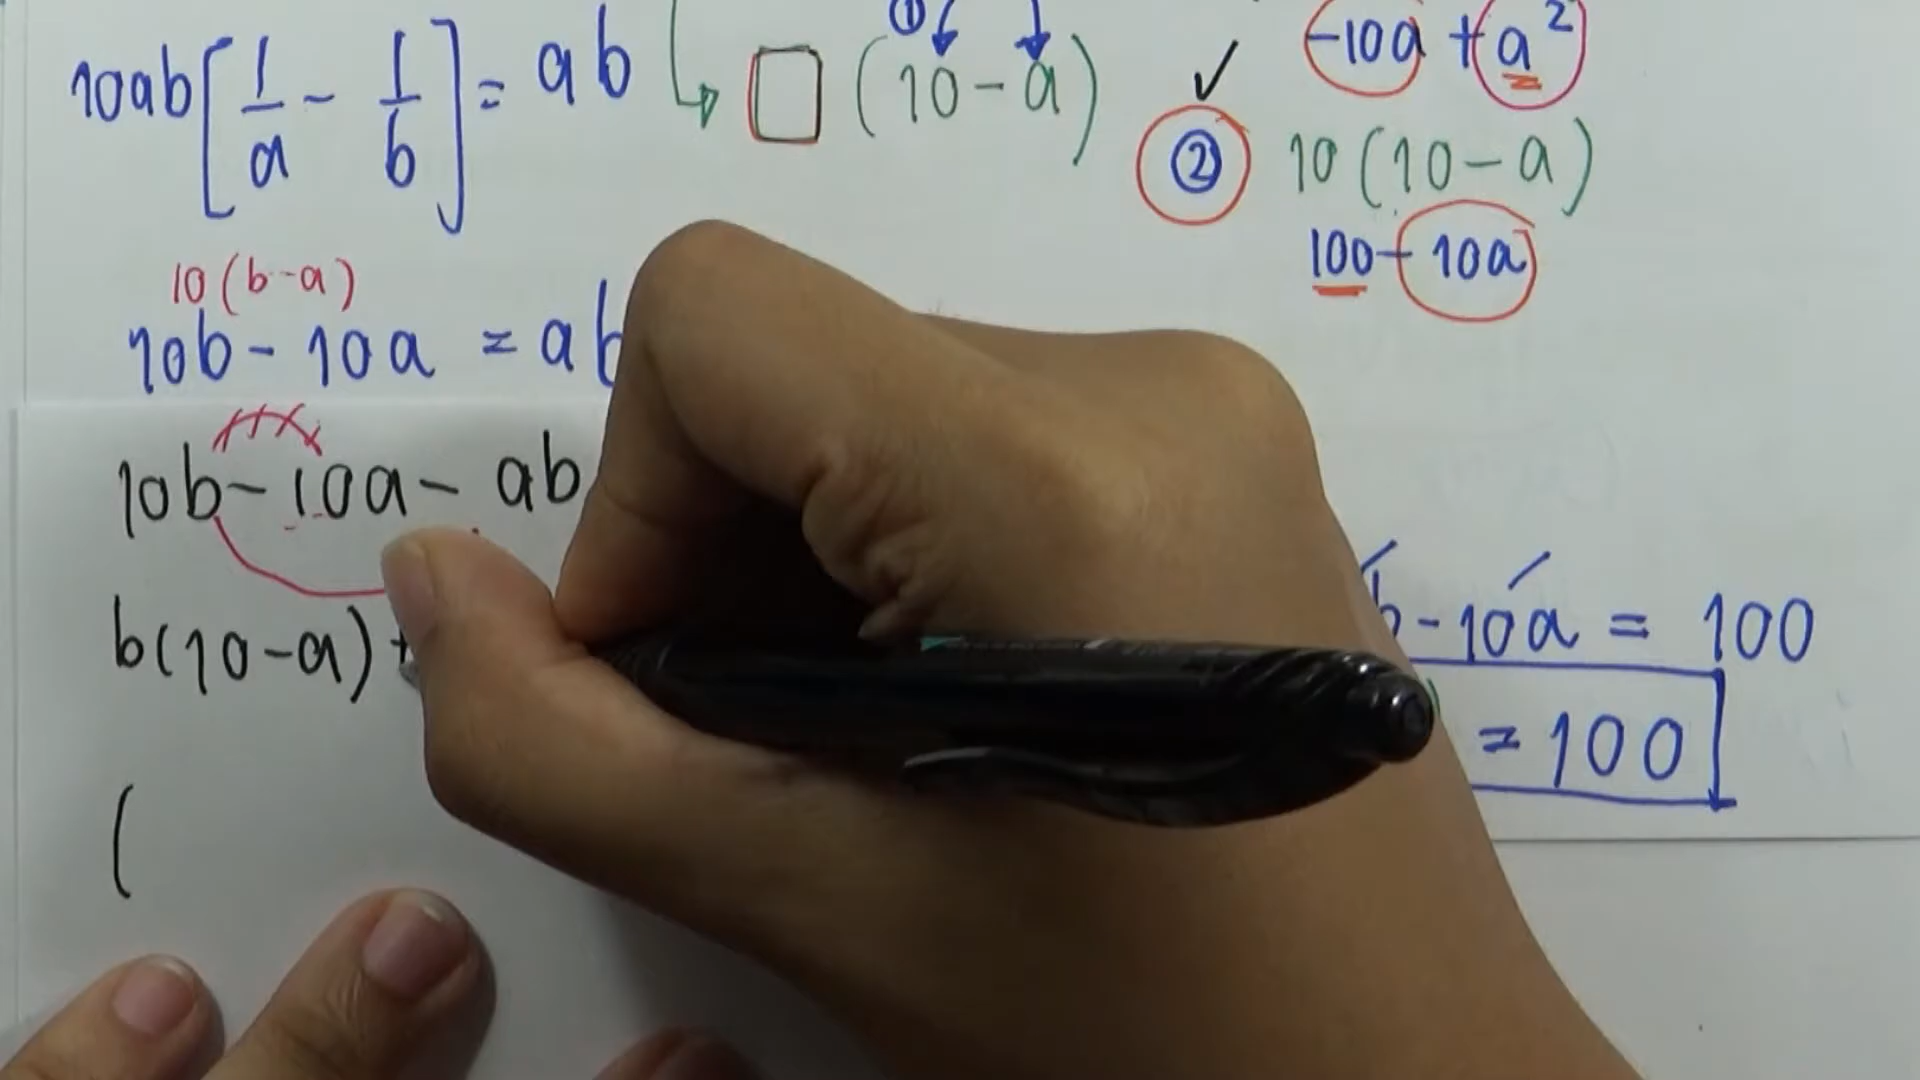 10ab[1/a - 1/b] = ab
10(b-a)
10b - 10a = ab
10b - 10a - ab
b(10-a)+
(
①
□(10-a)
-10a + a²
✓
② 10(10-a)
100 - 10a
b - 10a = 100
= 100